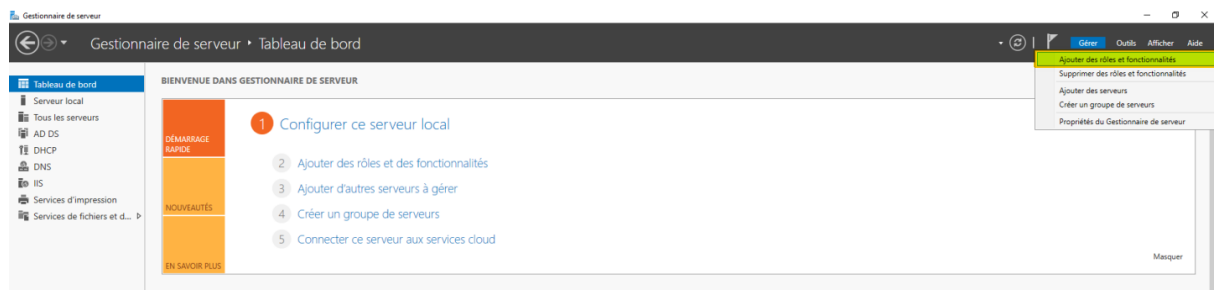 Gestionnaire de serveur
Gestionnaire de serveur ‣ Tableau de bord
Gérer Outils Afficher Aide
Ajouter des rôles et fonctionnalités
Supprimer des rôles et fonctionnalités
Ajouter des serveurs
Créer un groupe de serveurs
Propriétés du Gestionnaire de serveur
Tableau de bord
Serveur local
Tous les serveurs
AD DS
DHCP
DNS
IIS
Services d'impression
Services de fichiers et d...
BIENVENUE DANS GESTIONNAIRE DE SERVEUR
DÉMARRAGE
RAPIDE
NOUVEAUTÉS
EN SAVOIR PLUS
1 Configurer ce serveur local
2 Ajouter des rôles et des fonctionnalités
3 Ajouter d'autres serveurs à gérer
4 Créer un groupe de serveurs
5 Connecter ce serveur aux services cloud
Masquer